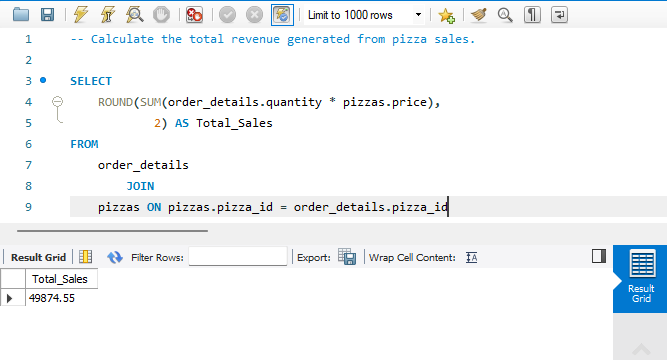 Limit to 1000 rows
1 -- Calculate the total revenue generated from pizza sales.
2
3 SELECT
4 ROUND(SUM(order_details.quantity * pizzas.price),
5 2) AS Total_Sales
6 FROM
7 order_details
8 JOIN
9 pizzas ON pizzas.pizza_id = order_details.pizza_id
Result Grid Filter Rows: Export: Wrap Cell Content: IA
Total_Sales
49874.55
Result
Grid